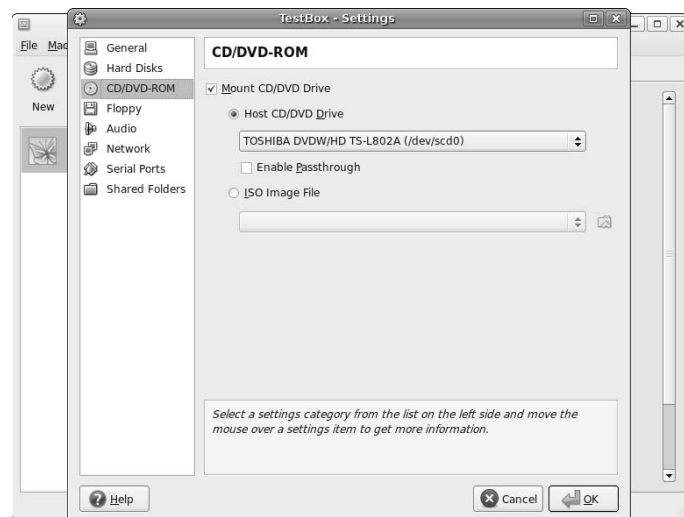 TestBox - Settings
File Mac
New
General
Hard Disks
CD/DVD-ROM
Floppy
Audio
Network
Serial Ports
Shared Folders
CD/DVD-ROM
Mount CD/DVD Drive
Host CD/DVD Drive
TOSHIBA DVDW/HD TS-L802A (/dev/scd0)
Enable Passthrough
ISO Image File
Select a settings category from the list on the left side and move the
mouse over a settings item to get more information.
Help
Cancel
OK